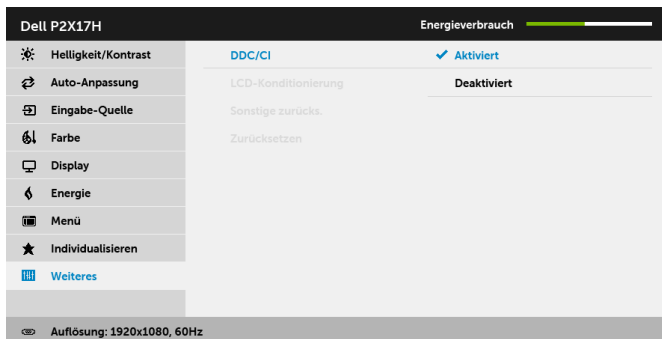 Dell P2X17H Energieverbrauch
Helligkeit/Kontrast DDC/CI Aktiviert
Auto-Anpassung LCD-Konditionierung Deaktiviert
Eingabe-Quelle Sonstige zurücks.
Farbe Zurücksetzen
Display
Energie
Menü
Individualisieren
Weiteres
Auflösung: 1920x1080, 60Hz